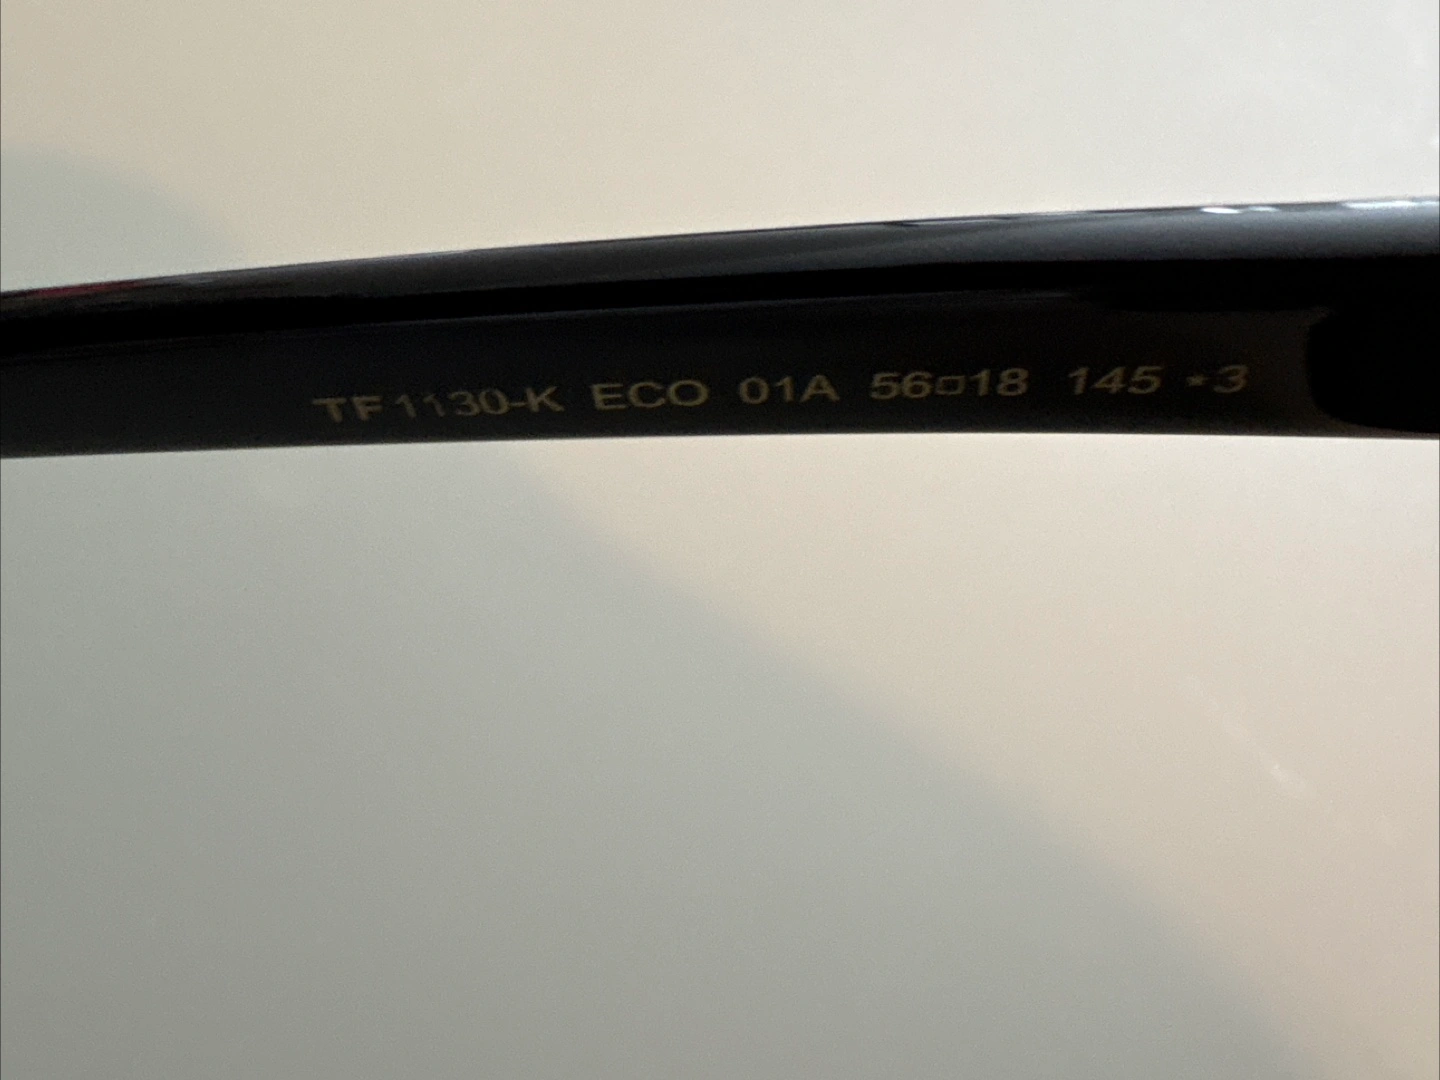 TF1130-K ECO 01A 56□18 145 *3